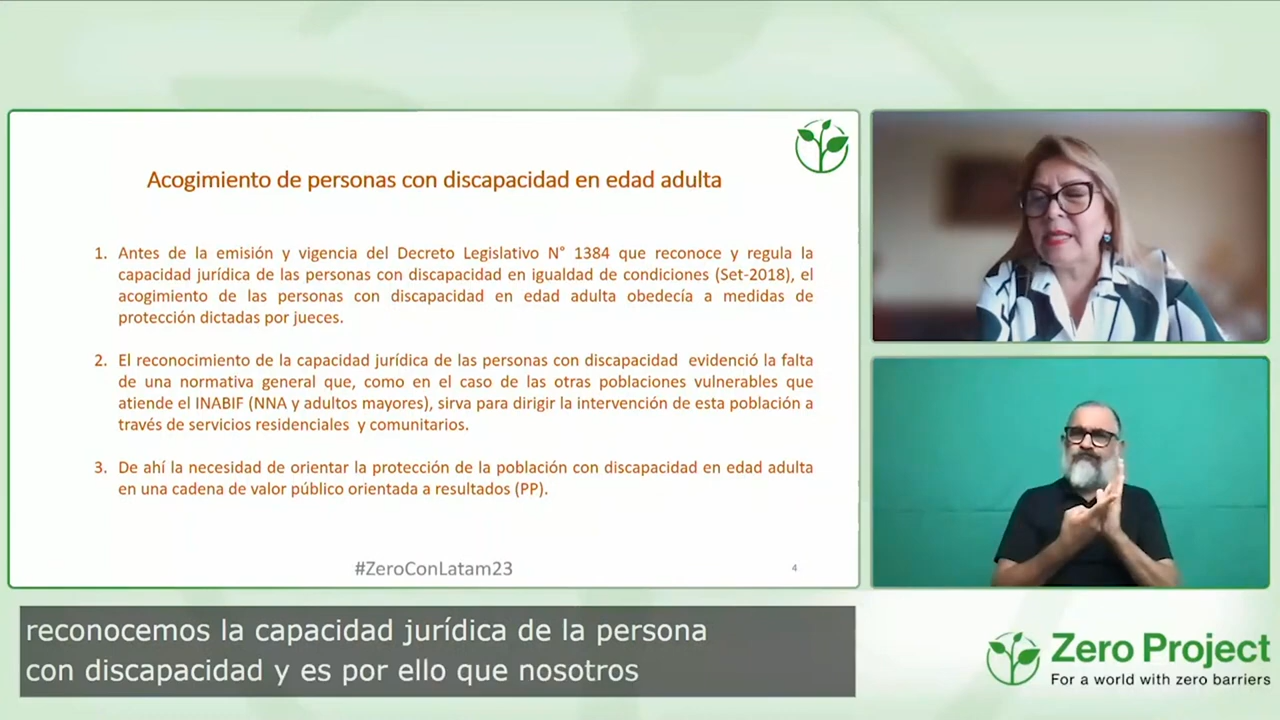 Acogimiento de personas con discapacidad en edad adulta
1. Antes de la emisión y vigencia del Decreto Legislativo N° 1384 que reconoce y regula la
capacidad jurídica de las personas con discapacidad en igualdad de condiciones (Set-2018), el
acogimiento de las personas con discapacidad en edad adulta obedecía a medidas de
protección dictadas por jueces.
2. El reconocimiento de la capacidad jurídica de las personas con discapacidad evidenció la falta
de una normativa general que, como en el caso de las otras poblaciones vulnerables que
atiende el INABIF (NNA y adultos mayores), sirva para dirigir la intervención de esta población a
través de servicios residenciales y comunitarios.
3. De ahí la necesidad de orientar la protección de la población con discapacidad en edad adulta
en una cadena de valor público orientada a resultados (PP).
#ZeroConLatam23
4
reconocemos la capacidad jurídica de la persona
con discapacidad y es por ello que nosotros
Zero Project
For a world with zero barriers